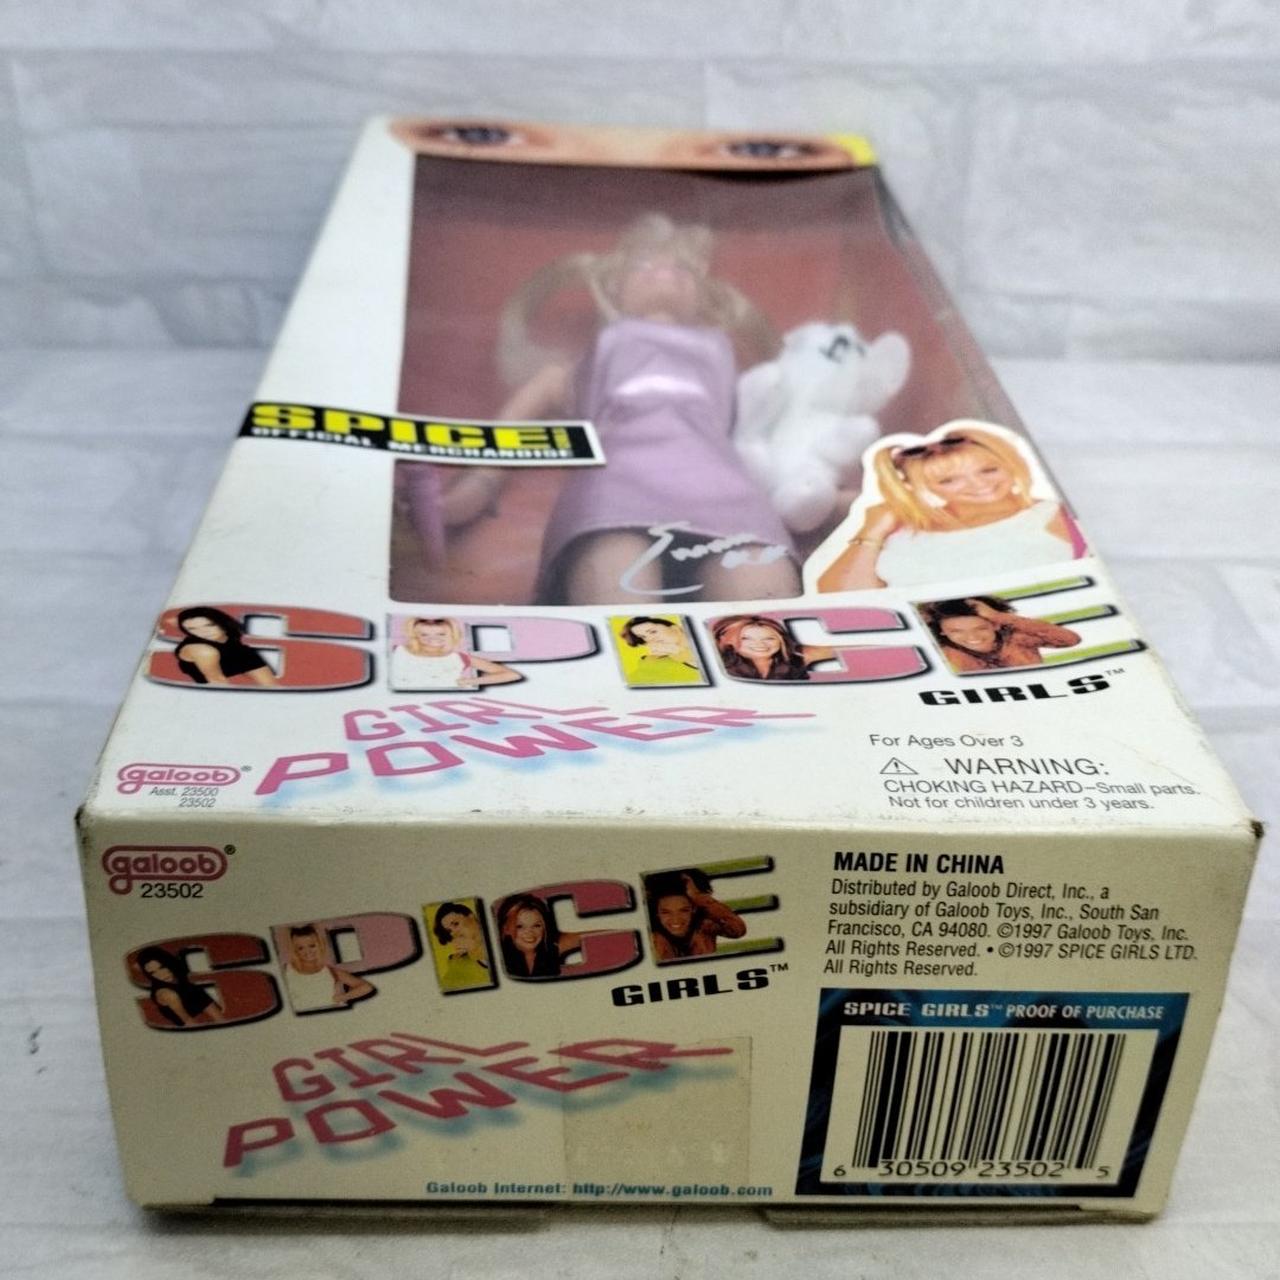 SPICE
OFFICIAL MERCHANDISE
Emma xx
SPICE
GIRLS™
GIRL
POWER
galoob®
Asst. 23500
23502
For Ages Over 3
⚠ WARNING:
CHOKING HAZARD–Small parts.
Not for children under 3 years.
galoob®
23502
SPICE
GIRLS™
GIRL
POWER
Galoob Internet: http://www.galoob.com
MADE IN CHINA
Distributed by Galoob Direct, Inc., a
subsidiary of Galoob Toys, Inc., South San
Francisco, CA 94080. ©1997 Galoob Toys, Inc.
All Rights Reserved. • ©1997 SPICE GIRLS LTD.
All Rights Reserved.
SPICE GIRLS™ PROOF OF PURCHASE
6 30509 23502 5